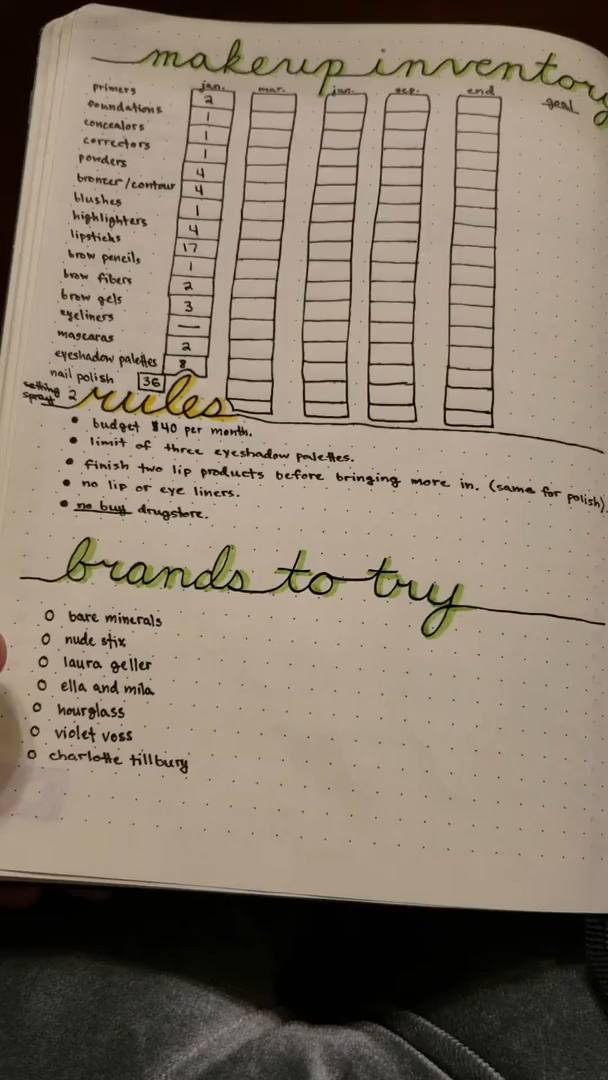 makeup inventory
jan. mar. jun. sep. end goal
primers 2
foundations 1
concealors 1
correctors 1
powders 4
bronzer/contour 4
blushes 1
highlighters 4
lipsticks 17
brow pencils 1
brow fibers 2
brow gels 3
eyeliners —
mascaras 2
eyeshadow palettes 8
nail polish 36
setting spray 2
rules
• budget $40 per month.
• limit of three eyeshadow palettes.
• finish two lip products before bringing more in. (same for polish).
• no lip or eye liners.
• no buy drugstore.
brands to try
o bare minerals
o nude stix
o laura geller
o ella and mila
o hourglass
o violet voss
o charlotte tillbury